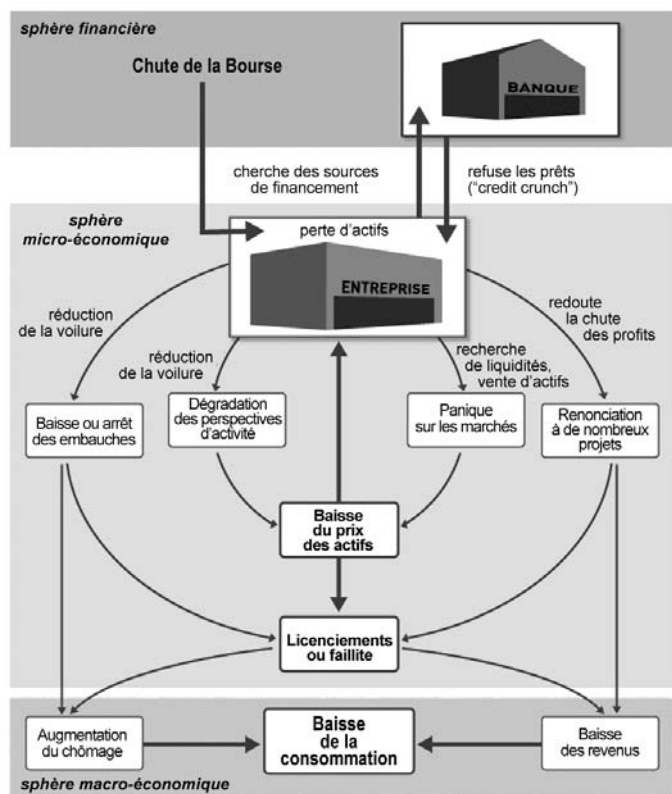 sphère financière
Chute de la Bourse
BANQUE
cherche des sources
de financement
refuse les prêts
(“credit crunch”)
sphère
micro-économique
perte d’actifs
ENTREPRISE
réduction
de la voilure
réduction
de la voilure
recherche
de liquidités,
vente d’actifs
redoute
la chute
des profits
Baisse ou arrêt
des embauches
Dégradation
des perspectives
d’activité
Panique
sur les marchés
Renonciation
à de nombreux
projets
Baisse
du prix
des actifs
Licenciements
ou faillite
Augmentation
du chômage
Baisse
de la
consommation
Baisse
des revenus
sphère macro-économique